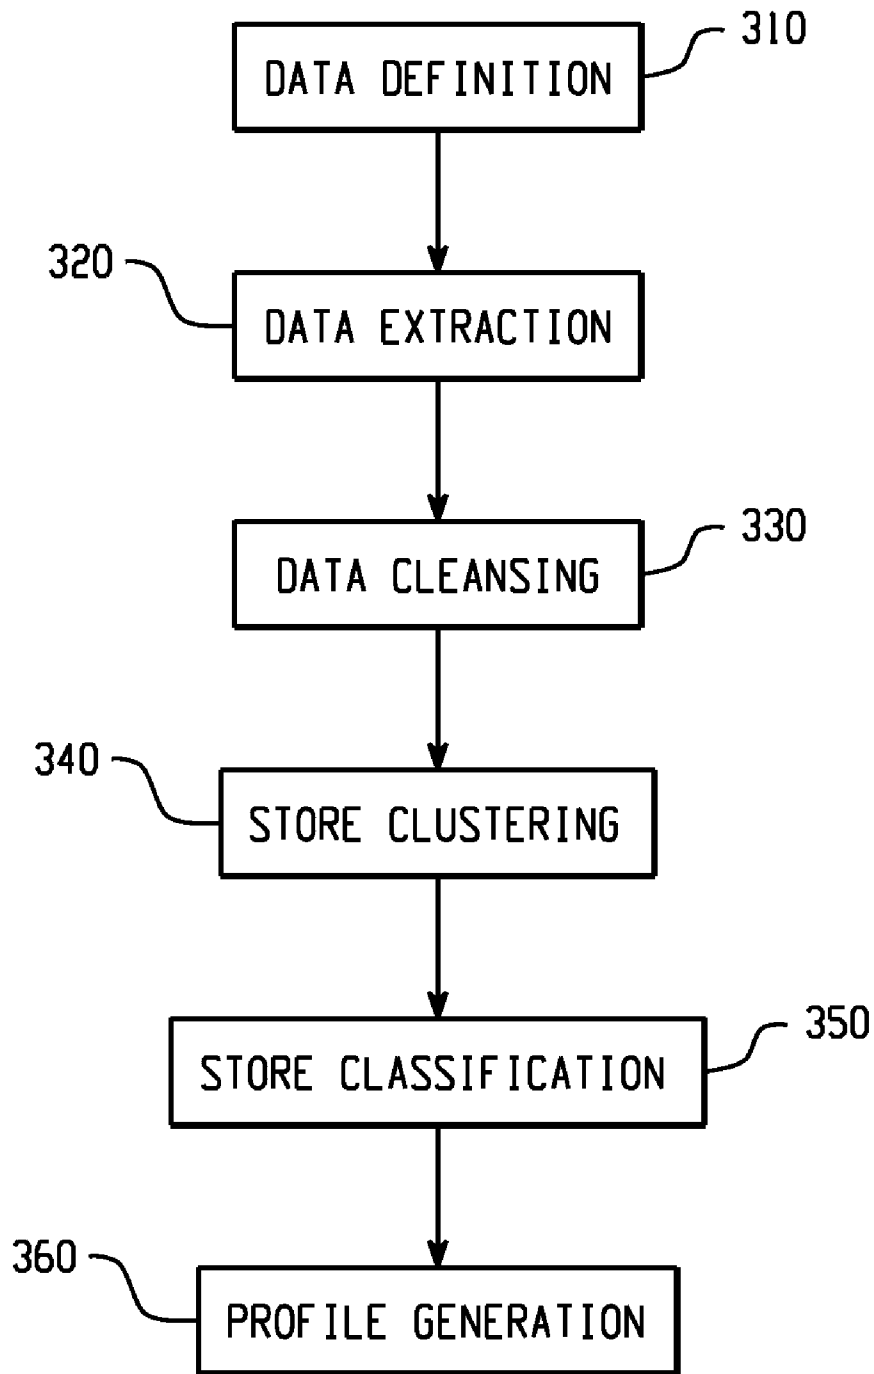 310
DATA DEFINITION
320
DATA EXTRACTION
330
DATA CLEANSING
340
STORE CLUSTERING
350
STORE CLASSIFICATION
360
PROFILE GENERATION